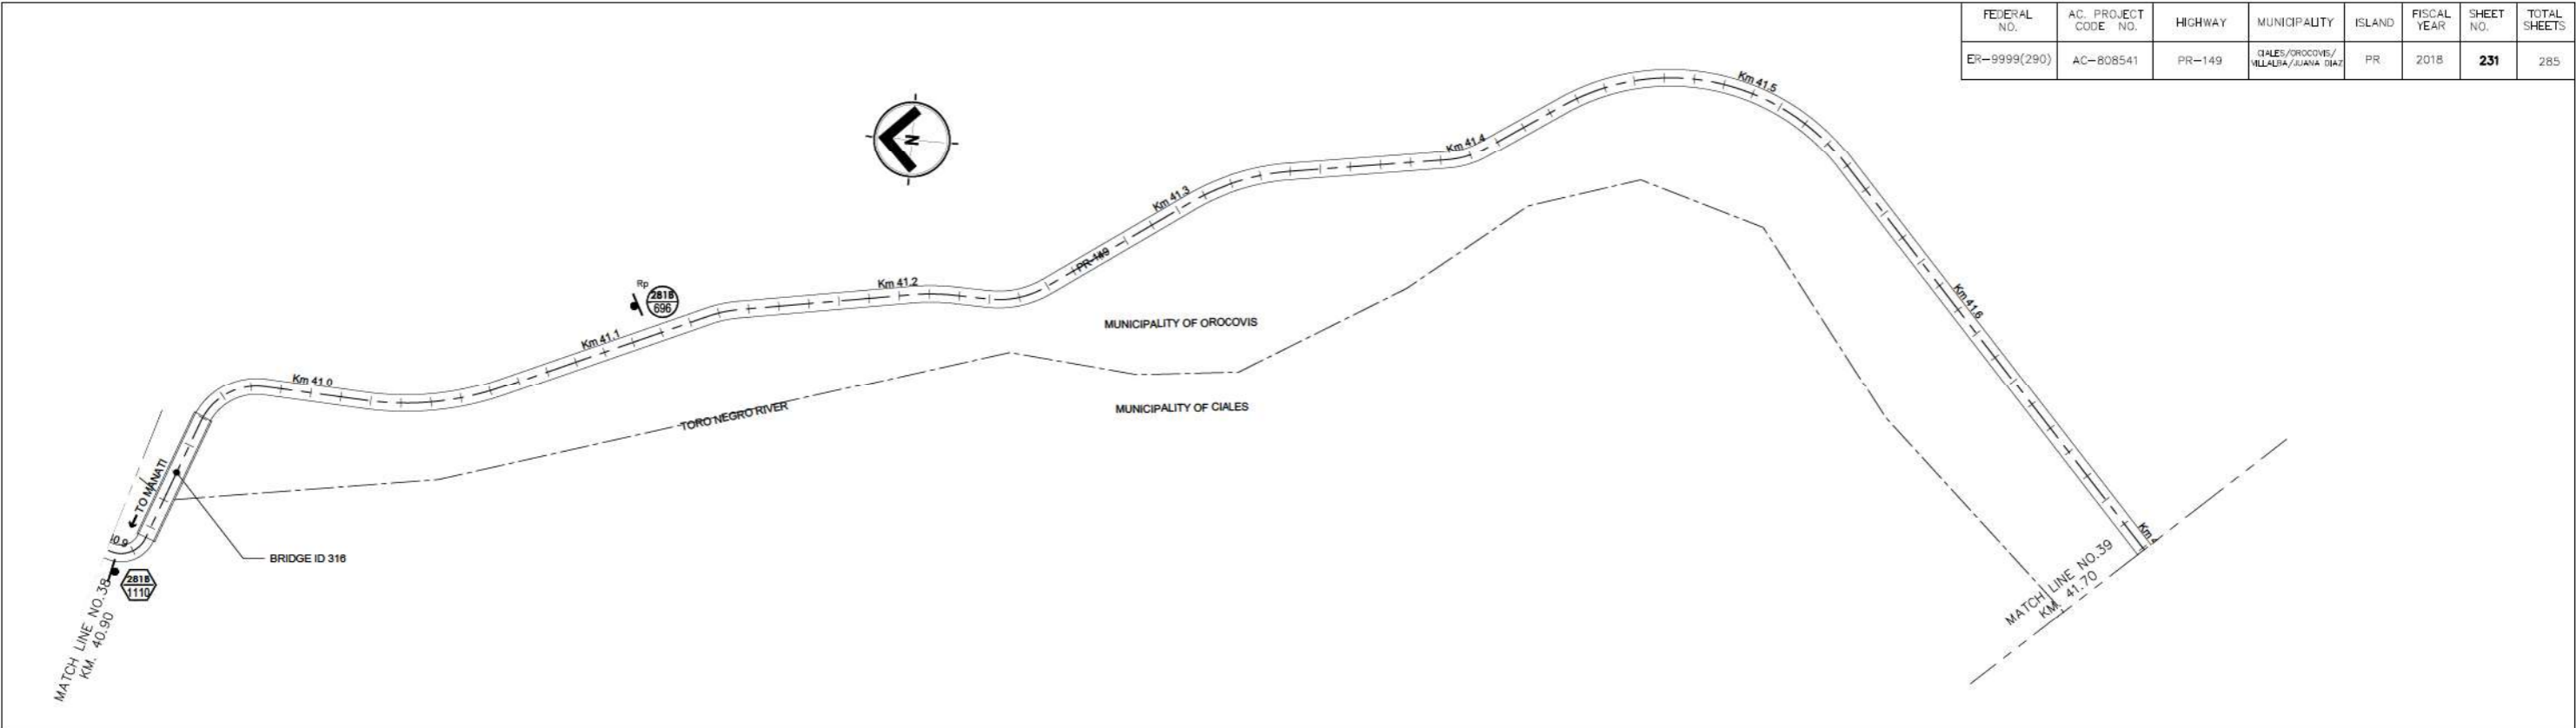 FEDERAL NO.
AC. PROJECT CODE NO.
HIGHWAY
MUNICIPALITY
ISLAND
FISCAL YEAR
SHEET NO.
TOTAL SHEETS
ER-9999(290)
AC-808541
PR-149
CIALES/OROCOVIS/
VILLALBA/JUANA DIAZ
PR
2018
231
285
N
Km 41.5
Km 41.4
Km 41.3
PR-149
Km 41.2
Rp
2818
696
Km 41.1
Km 41.0
Km 41.6
MUNICIPALITY OF OROCOVIS
MUNICIPALITY OF CIALES
TORO NEGRO RIVER
TO MANATI
BRIDGE ID 316
0.9
2818
1110
MATCH LINE NO.38
KM. 40.90
Km 4
MATCH LINE NO.39
KM. 41.70